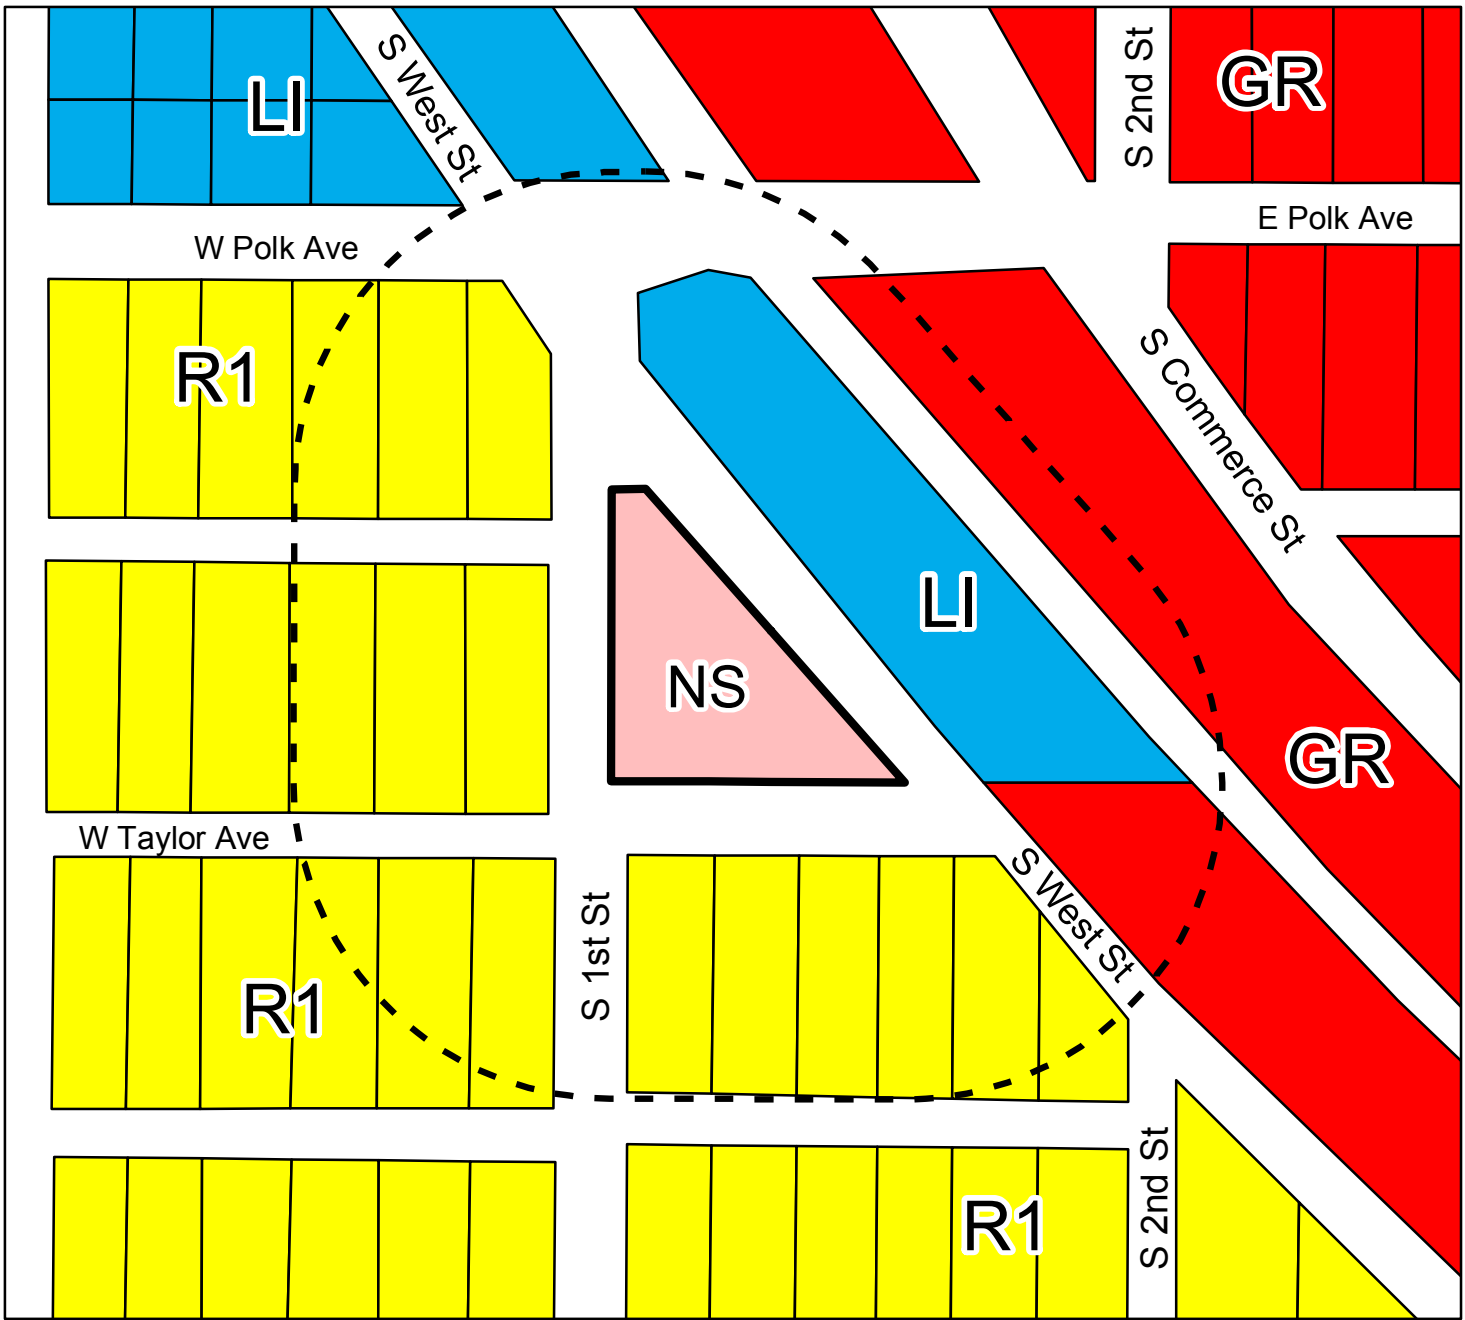 S West St
S 2nd St
GR
LI
E Polk Ave
W Polk Ave
R1
S Commerce St
LI
NS
GR
W Taylor Ave
S West St
S 1st St
R1
S 2nd St
R1